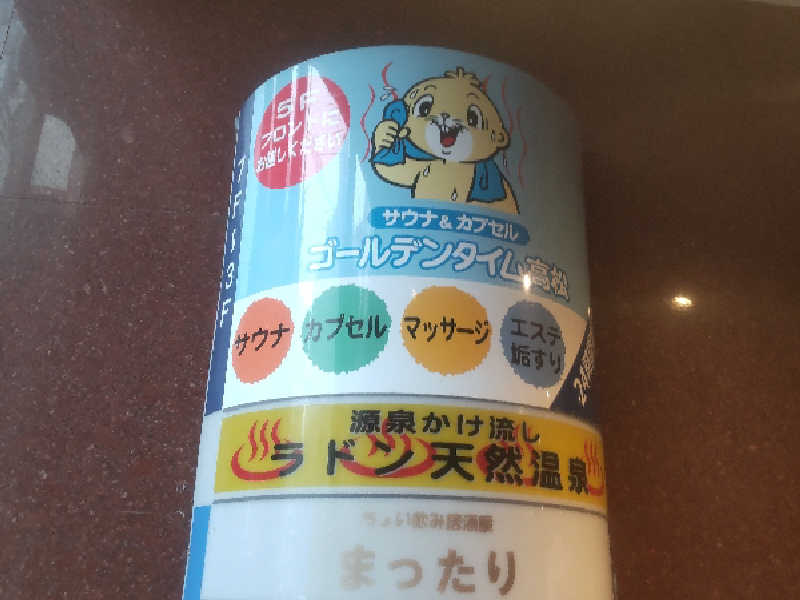 5F
フロントに
お越しください
7F
3F
サウナ&カプセル
ゴールデンタイム高松
サウナ
カプセル
マッサージ
エステ
垢すり
源泉かけ流し
ラドン天然温泉
ちょい飲み居酒屋
まったり